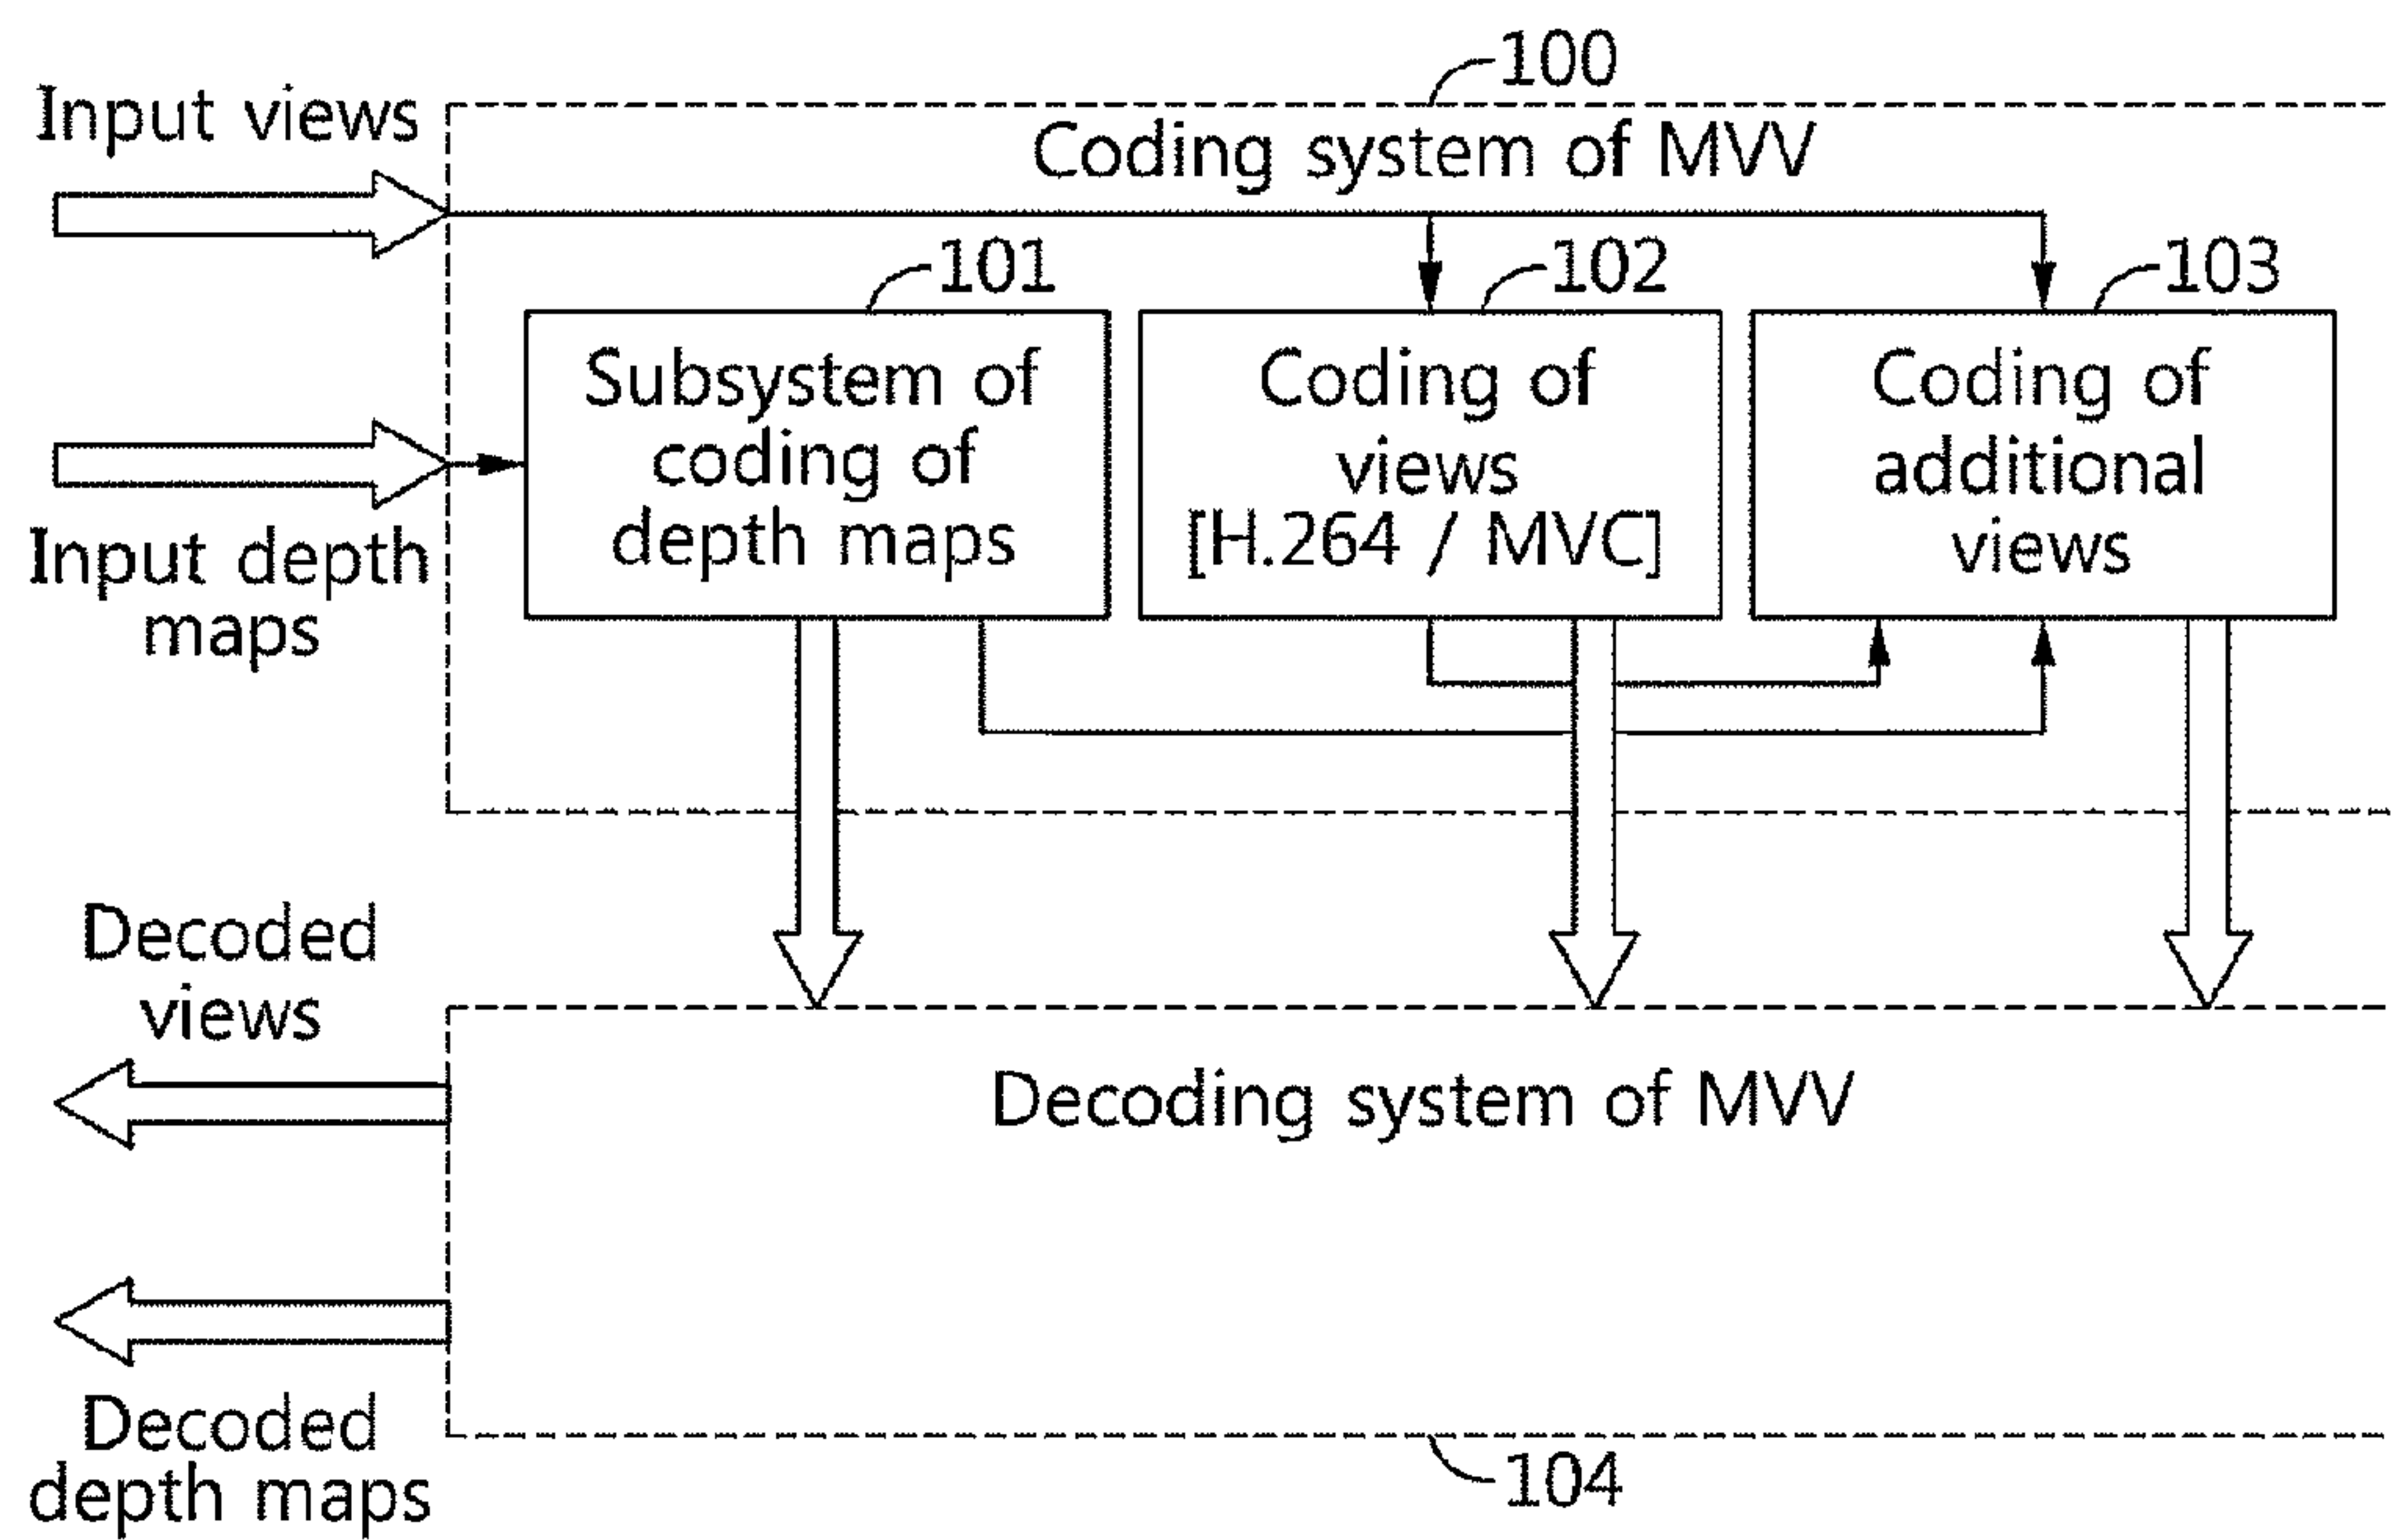 100
Input views
Coding system of MVV
101
102
103
Subsystem of
coding of
depth maps
Coding of
views
[H.264 / MVC]
Coding of
additional
views
Input depth
maps
Decoded
views
Decoding system of MVV
Decoded
depth maps
104